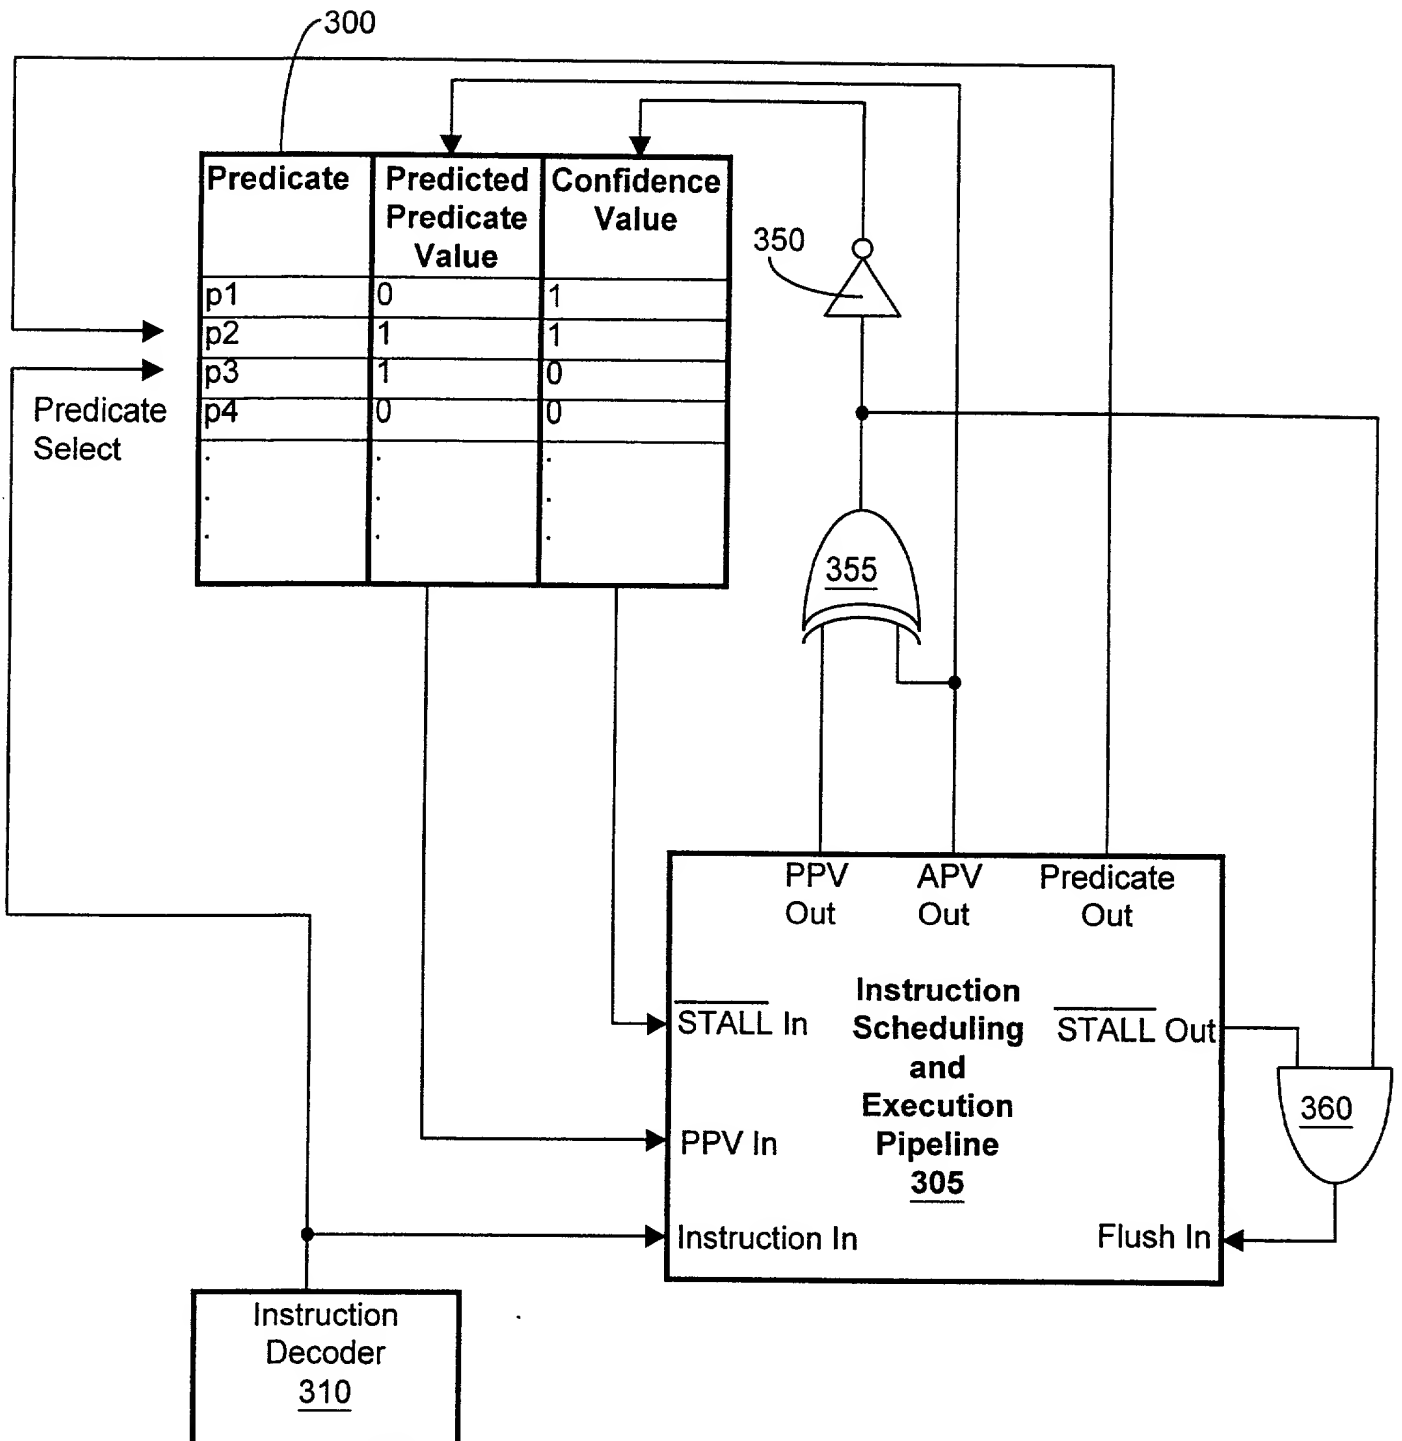 300
Predicate
Predicted
Predicate
Value
Confidence
Value
p1 0 1
p2 1 1
p3 1 0
p4 0 0
. . .
. . .
. . .
Predicate
Select
350
355
PPV
Out
APV
Out
Predicate
Out
STALL In
PPV In
Instruction In
Instruction
Scheduling
and
Execution
Pipeline
305
STALL Out
Flush In
360
Instruction
Decoder
310